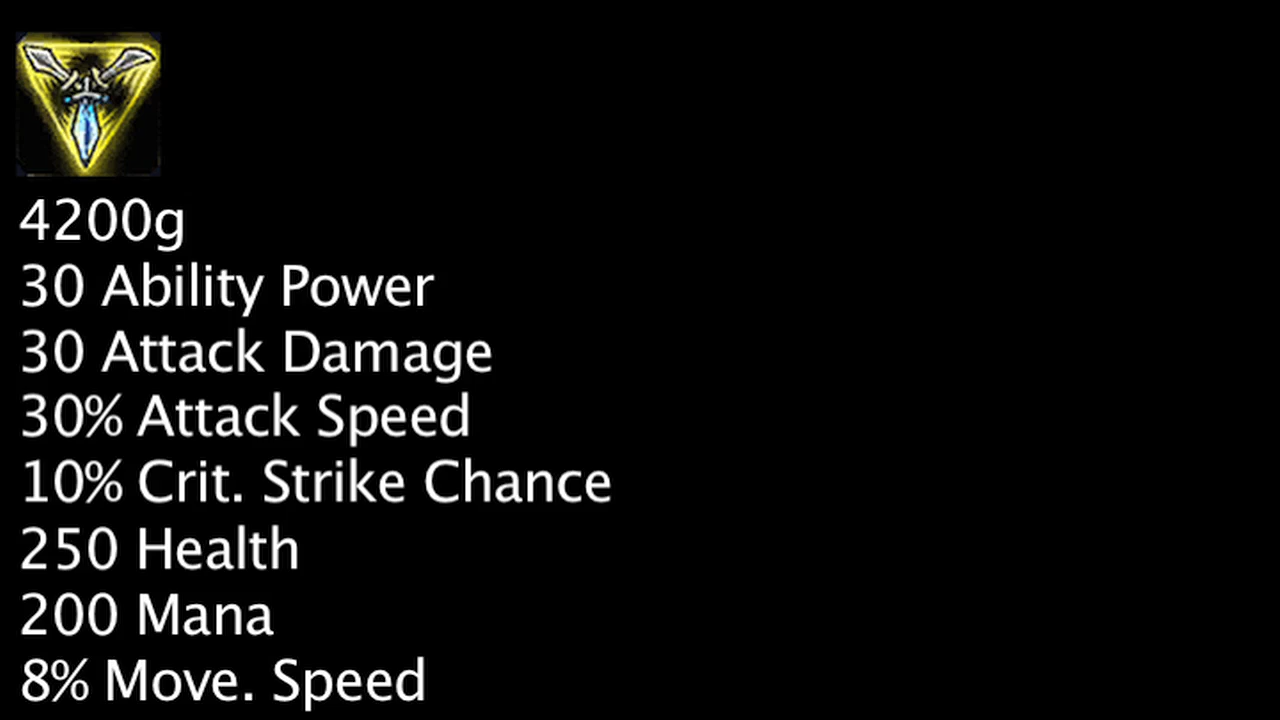 4200g
30 Ability Power
30 Attack Damage
30% Attack Speed
10% Crit. Strike Chance
250 Health
200 Mana
8% Move. Speed